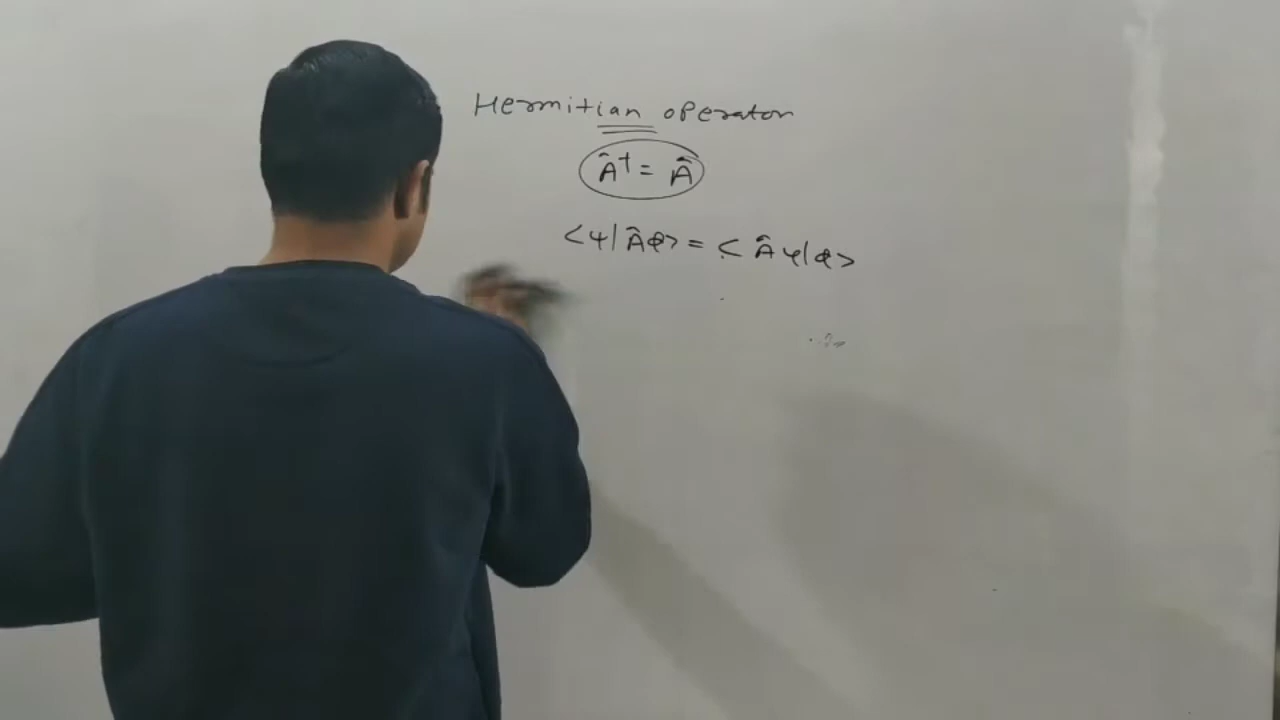 Hermitian operator
Â† = Â
<ψ|Âφ> = <Âψ|φ>